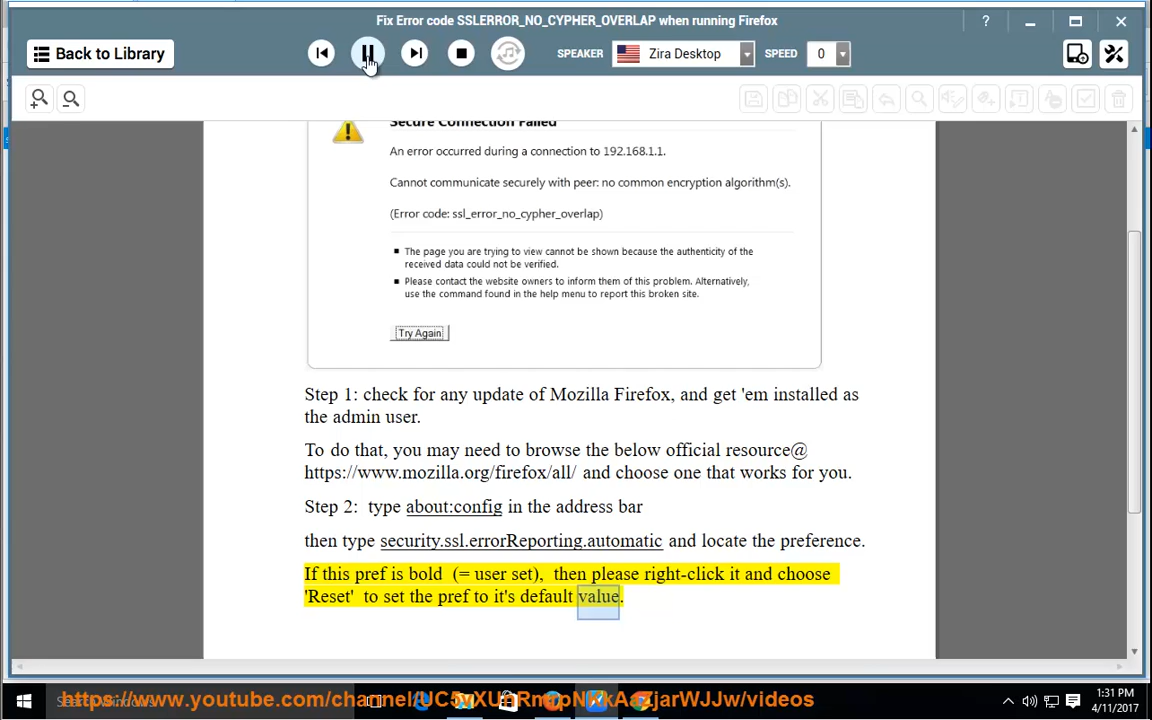 Fix Error code SSLERROR_NO_CYPHER_OVERLAP when running Firefox
?
Back to Library
SPEAKER
Zira Desktop
SPEED
0
Secure Connection Failed
An error occurred during a connection to 192.168.1.1.
Cannot communicate securely with peer: no common encryption algorithm(s).
(Error code: ssl_error_no_cypher_overlap)
The page you are trying to view cannot be shown because the authenticity of the
received data could not be verified.
Please contact the website owners to inform them of this problem. Alternatively,
use the command found in the help menu to report this broken site.
Try Again
Step 1: check for any update of Mozilla Firefox, and get 'em installed as
the admin user.
To do that, you may need to browse the below official resource@
https://www.mozilla.org/firefox/all/ and choose one that works for you.
Step 2: type about:config in the address bar
then type security.ssl.errorReporting.automatic and locate the preference.
If this pref is bold (= user set), then please right-click it and choose
'Reset' to set the pref to it's default value.
1:31 PM
4/11/2017